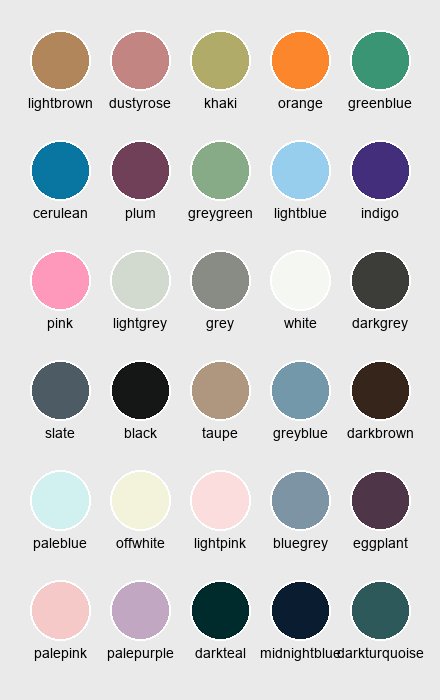 lightbrown dustyrose khaki orange greenblue
cerulean plum greygreen lightblue indigo
pink lightgrey grey white darkgrey
slate black taupe greyblue darkbrown
paleblue offwhite lightpink bluegrey eggplant
palepink palepurple darkteal midnightblue darkturquoise